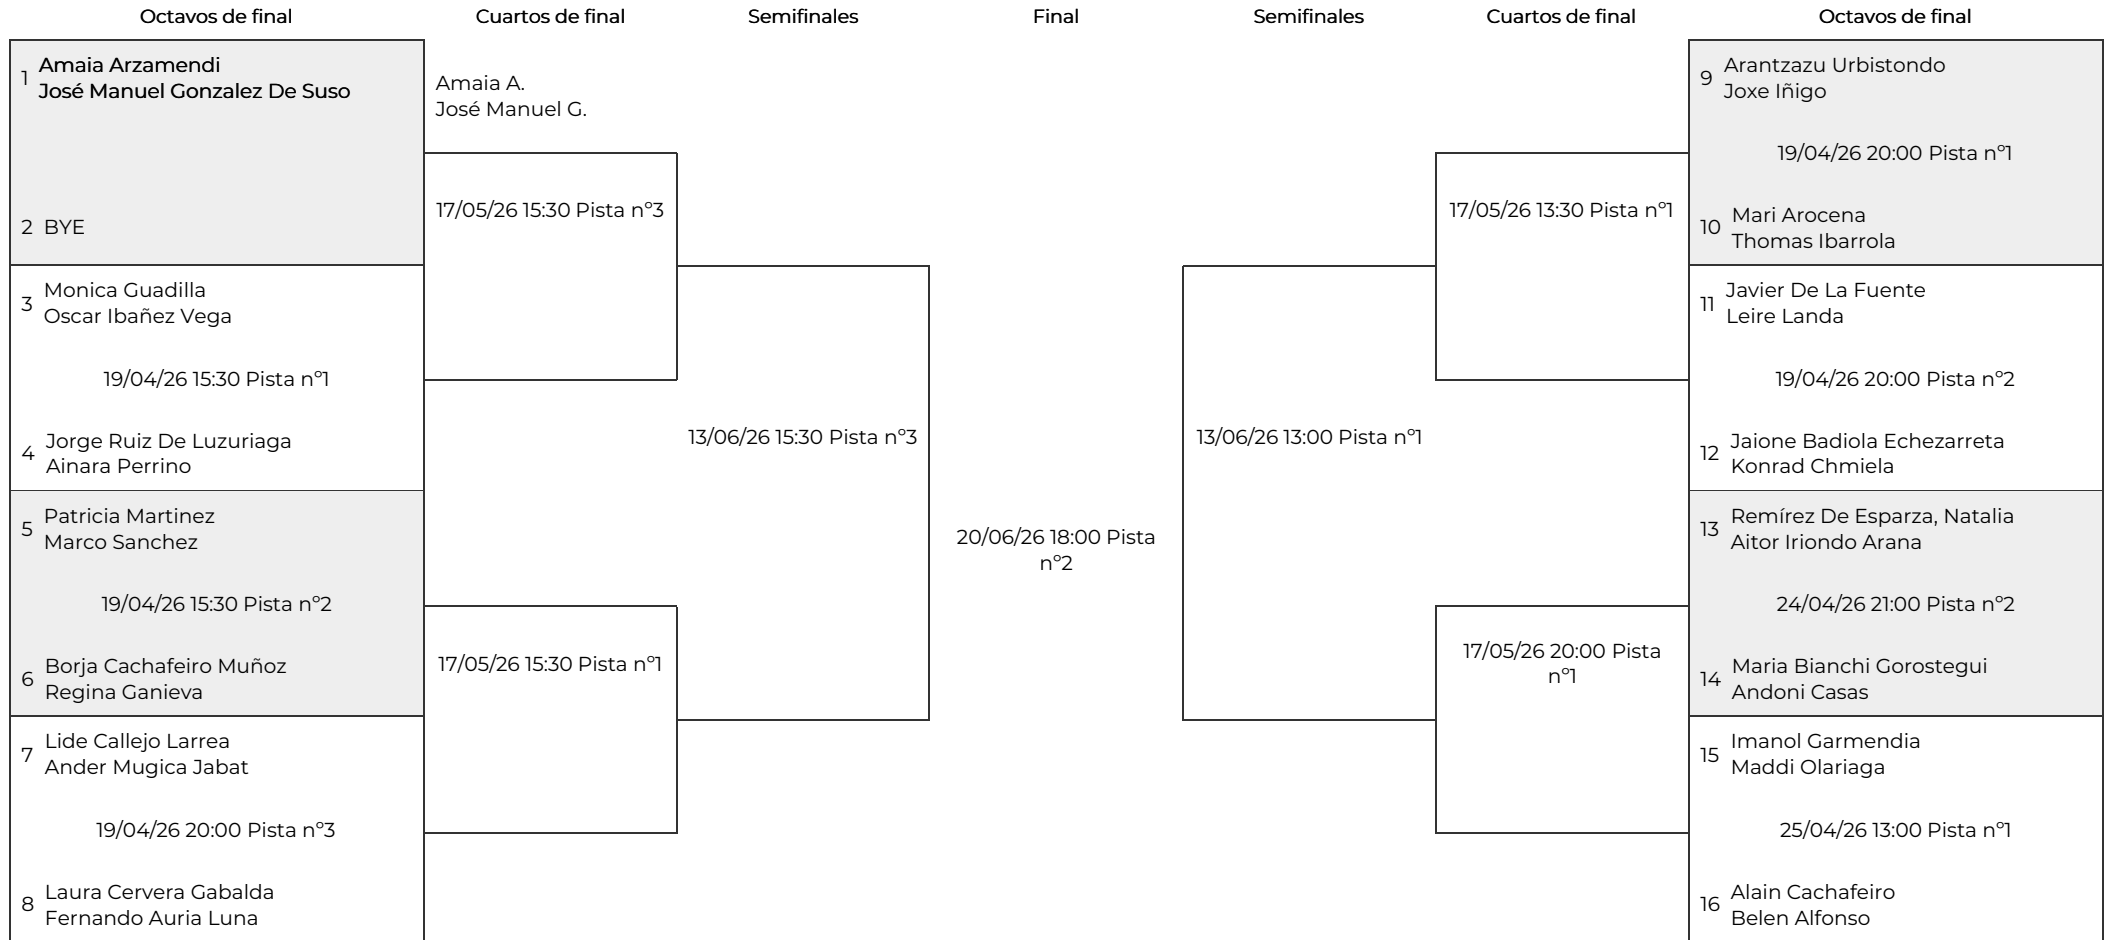 Octavos de final
Cuartos de final
Semifinales
Final
Semifinales
Cuartos de final
Octavos de final
1
Amaia Arzamendi
José Manuel Gonzalez De Suso
2 BYE
3
Monica Guadilla
Oscar Ibañez Vega
19/04/26 15:30 Pista nº1
4
Jorge Ruiz De Luzuriaga
Ainara Perrino
5
Patricia Martinez
Marco Sanchez
19/04/26 15:30 Pista nº2
6
Borja Cachafeiro Muñoz
Regina Ganieva
7
Lide Callejo Larrea
Ander Mugica Jabat
19/04/26 20:00 Pista nº3
8
Laura Cervera Gabalda
Fernando Auria Luna
Amaia A.
José Manuel G.
17/05/26 15:30 Pista nº3
17/05/26 15:30 Pista nº1
13/06/26 15:30 Pista nº3
20/06/26 18:00 Pista
nº2
13/06/26 13:00 Pista nº1
17/05/26 13:30 Pista nº1
17/05/26 20:00 Pista
nº1
9
Arantzazu Urbistondo
Joxe Iñigo
19/04/26 20:00 Pista nº1
10
Mari Arocena
Thomas Ibarrola
11
Javier De La Fuente
Leire Landa
19/04/26 20:00 Pista nº2
12
Jaione Badiola Echezarreta
Konrad Chmiela
13
Remírez De Esparza, Natalia
Aitor Iriondo Arana
24/04/26 21:00 Pista nº2
14
Maria Bianchi Gorostegui
Andoni Casas
15
Imanol Garmendia
Maddi Olariaga
25/04/26 13:00 Pista nº1
16
Alain Cachafeiro
Belen Alfonso